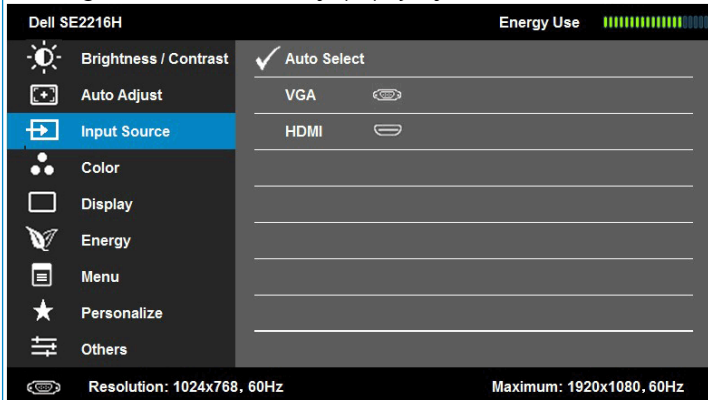 Dell SE2216H Energy Use
Brightness / Contrast Auto Select
Auto Adjust VGA
Input Source HDMI
Color
Display
Energy
Menu
Personalize
Others
Resolution: 1024x768, 60Hz Maximum: 1920x1080, 60Hz